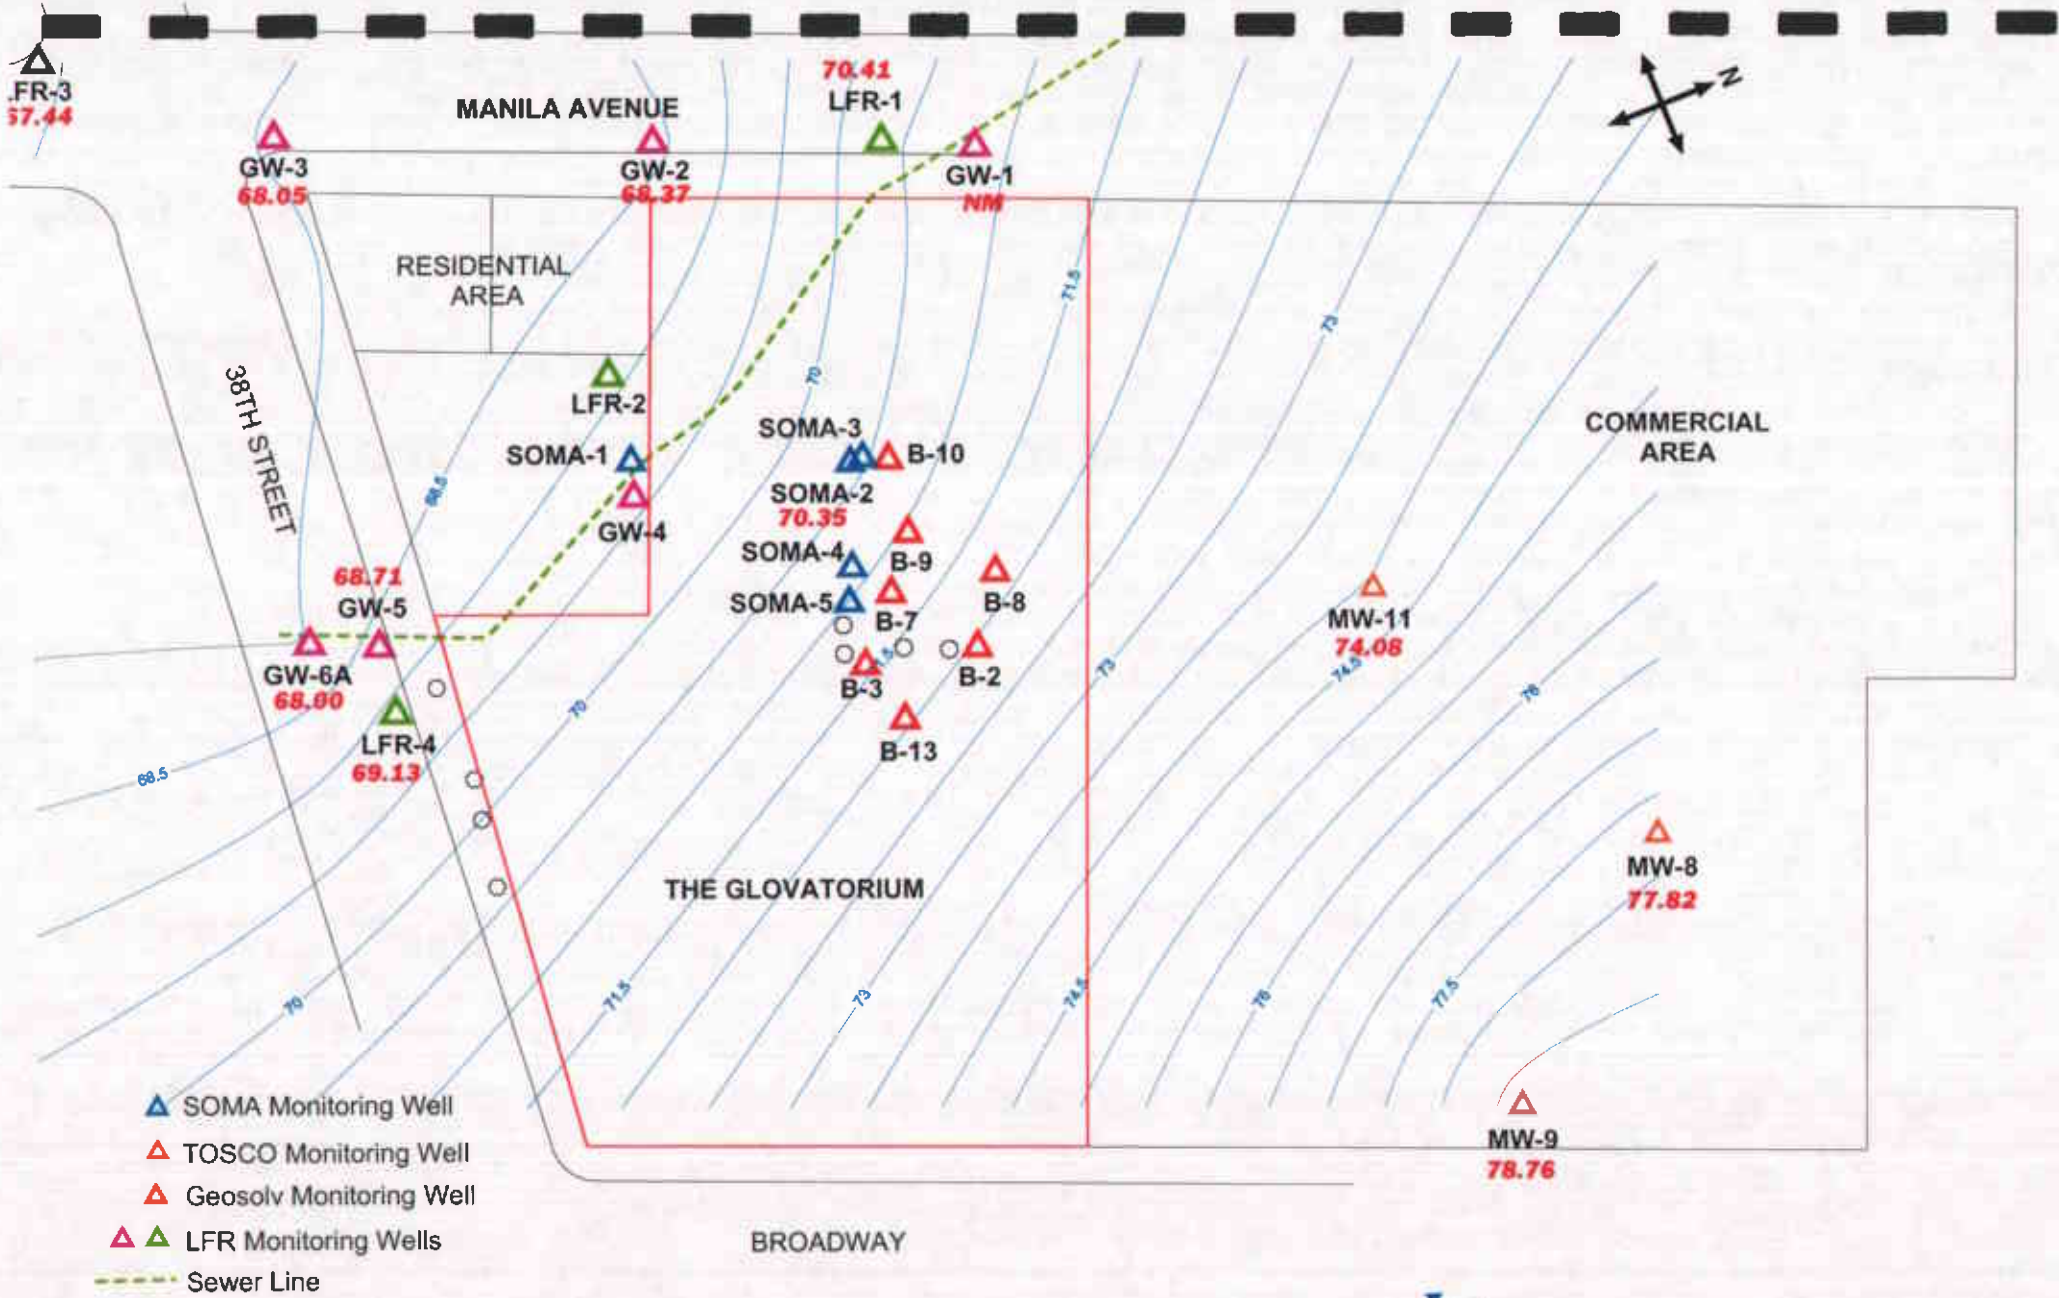 70.41
LFR-1
MANILA AVENUE
.FR-3
67.44
N
GW-3
68.05
GW-2
68.37
GW-1
NM
RESIDENTIAL
AREA
71.5
73
38TH STREET
70
LFR-2
COMMERCIAL
AREA
SOMA-3
SOMA-1
B-10
68.5
SOMA-2
70.35
GW-4
SOMA-4
B-9
68.71
GW-5
SOMA-5
B-7
B-8
MW-11
74.08
74.5
73
76
GW-6A
68.00
B-3
B-2
70
LFR-4
69.13
B-13
68.5
THE GLOVATORIUM
MW-8
77.82
70
71.5
73
74.5
76
77.5
SOMA Monitoring Well
TOSCO Monitoring Well
Geosolv Monitoring Well
LFR Monitoring Wells
Sewer Line
MW-9
78.76
BROADWAY